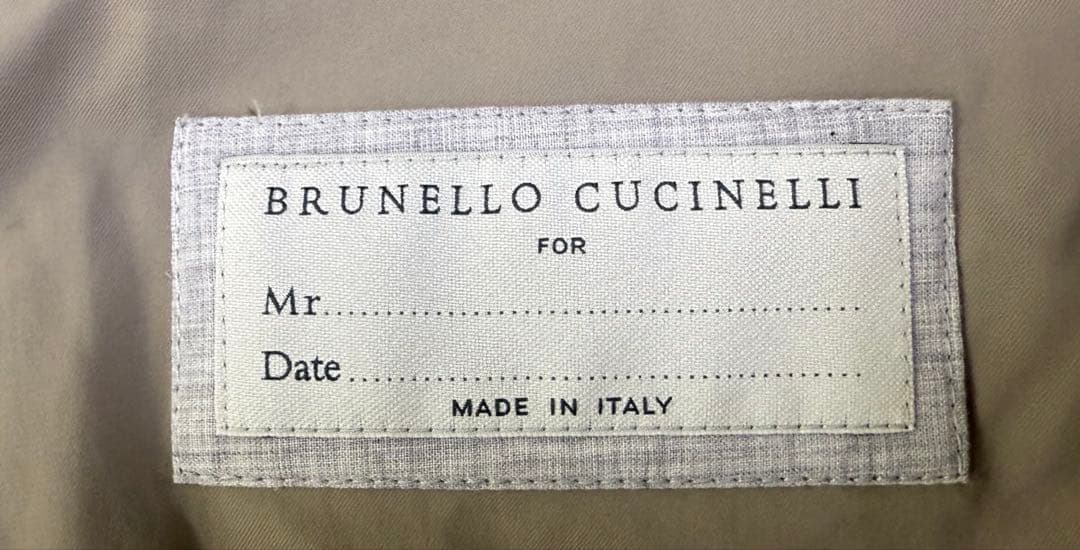 BRUNELLO CUCINELLI
FOR
Mr................................................
Date................................................
MADE IN ITALY